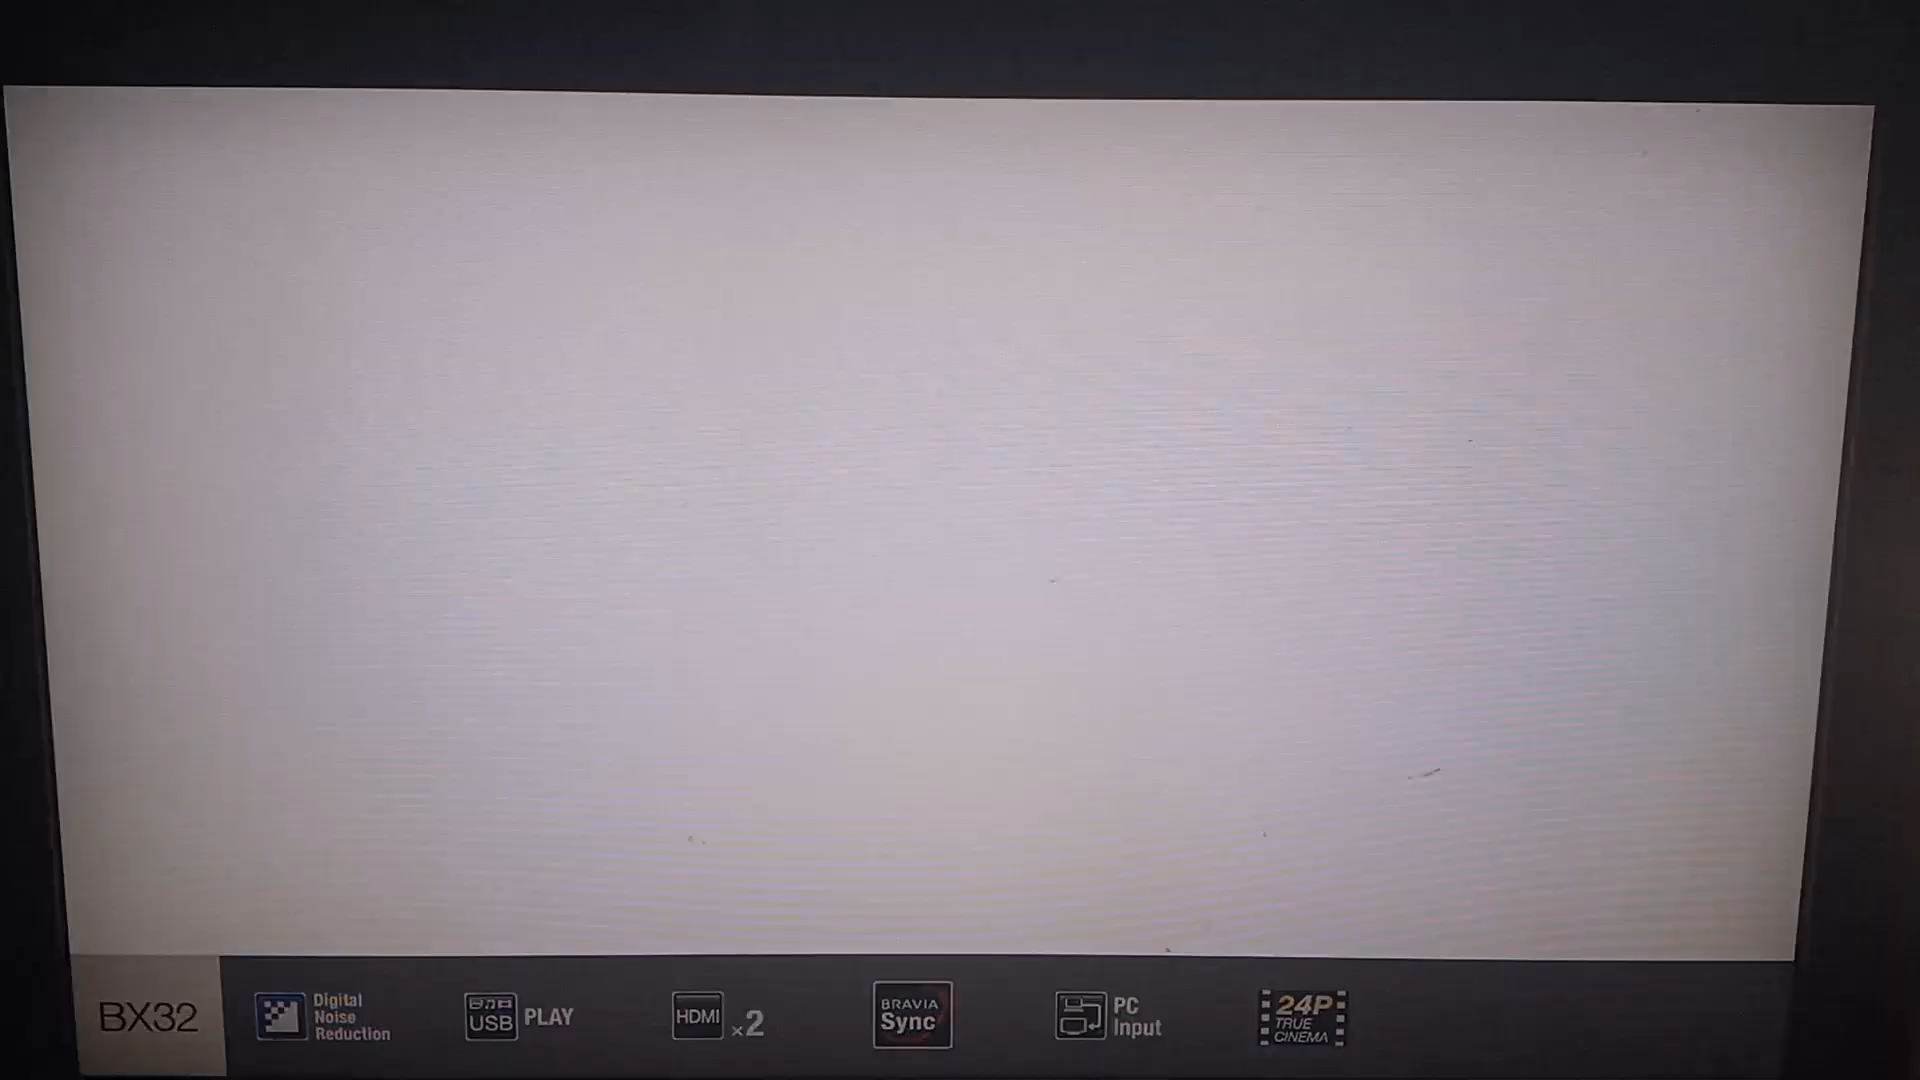 BX32
Digital
Noise
Reduction
USB PLAY
HDMI ×2
BRAVIA
Sync
PC
Input
24P
TRUE
CINEMA